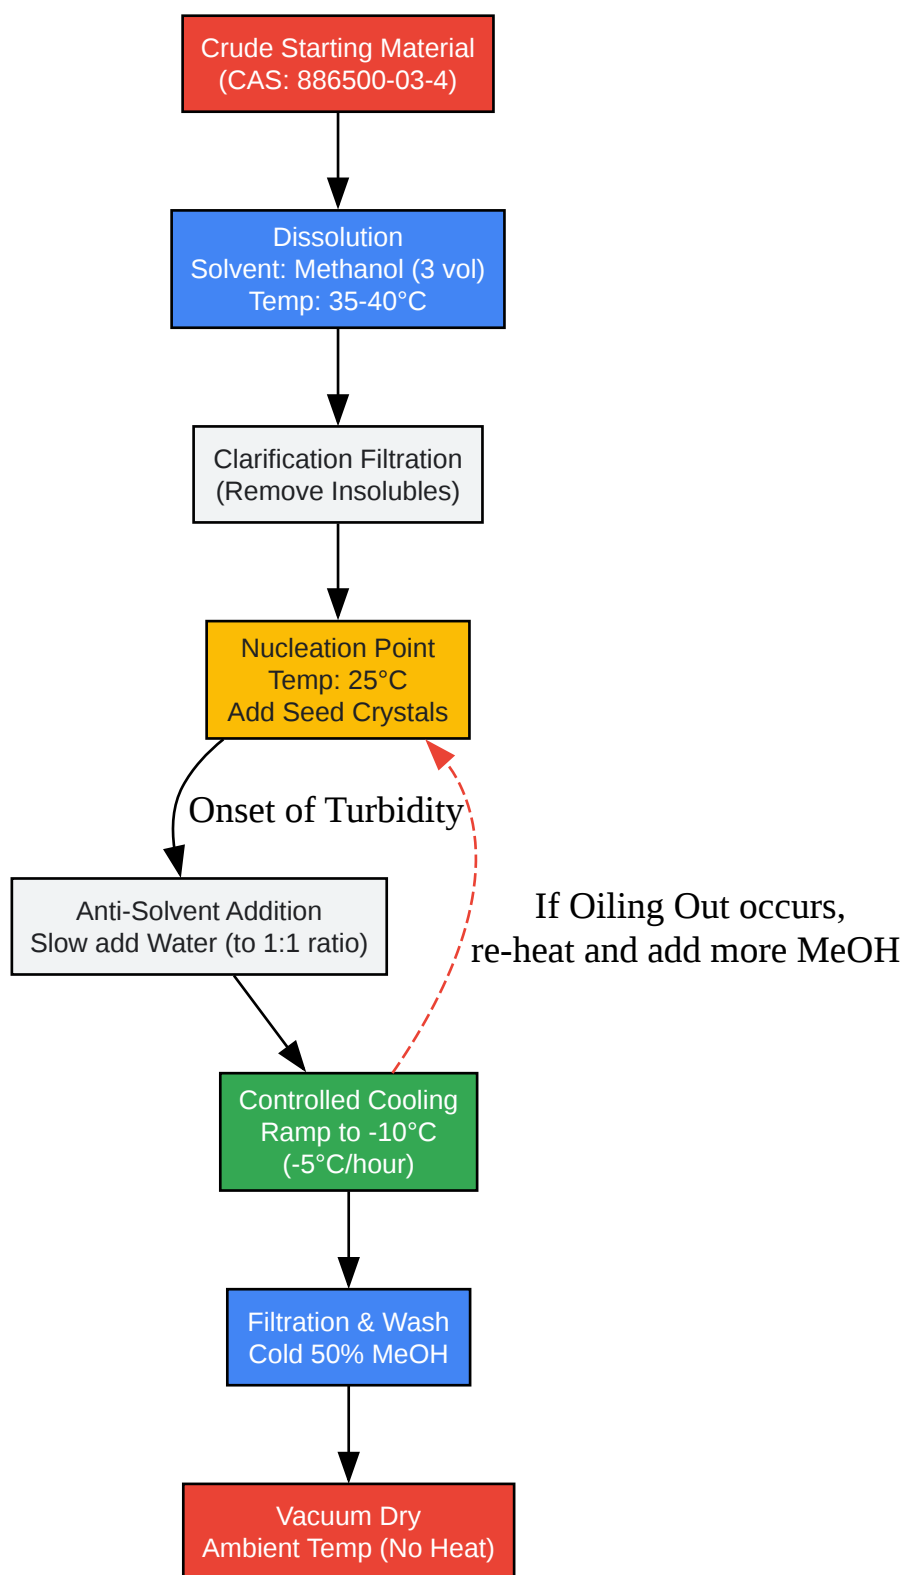 Crude Starting Material
(CAS: 886500-03-4)
Dissolution
Solvent: Methanol (3 vol)
Temp: 35-40°C
Clarification Filtration
(Remove Insolubles)
Nucleation Point
Temp: 25°C
Add Seed Crystals
Onset of Turbidity
Anti-Solvent Addition
Slow add Water (to 1:1 ratio)
If Oiling Out occurs,
re-heat and add more MeOH
Controlled Cooling
Ramp to -10°C
(-5°C/hour)
Filtration & Wash
Cold 50% MeOH
Vacuum Dry
Ambient Temp (No Heat)